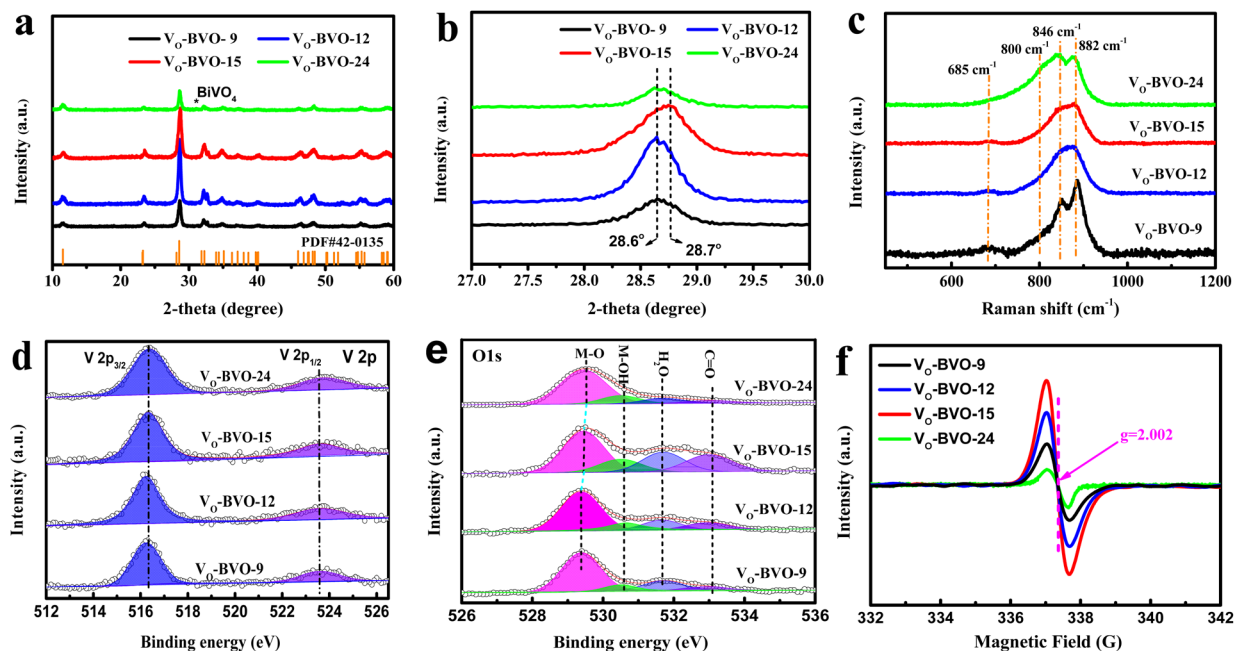 a
V_O-BVO- 9
V_O-BVO-12
V_O-BVO-15
V_O-BVO-24
*BiVO_4
PDF#42-0135
Intensity (a.u.)
10 20 30 40 50 60
2-theta (degree)
b
V_O-BVO- 9
V_O-BVO-12
V_O-BVO-15
V_O-BVO-24
28.6°
28.7°
Intensity (a.u.)
27.0 27.5 28.0 28.5 29.0 29.5 30.0
2-theta (degree)
c
685 cm^-1
800 cm^-1
846 cm^-1
882 cm^-1
V_O-BVO-24
V_O-BVO-15
V_O-BVO-12
V_O-BVO-9
Intensity (a.u.)
600 800 1000 1200
Raman shift (cm^-1)
d
V 2p_3/2
V 2p_1/2
V 2p
V_O-BVO-24
V_O-BVO-15
V_O-BVO-12
V_O-BVO-9
Intensity (a.u.)
512 514 516 518 520 522 524 526
Binding energy (eV)
e
O1s
M-O
M-OH
H_2O
C=O
V_O-BVO-24
V_O-BVO-15
V_O-BVO-12
V_O-BVO-9
Intensity (a.u.)
526 528 530 532 534 536
Binding energy (eV)
f
V_O-BVO-9
V_O-BVO-12
V_O-BVO-15
V_O-BVO-24
g=2.002
Intensity (a.u.)
332 334 336 338 340 342
Magnetic Field (G)